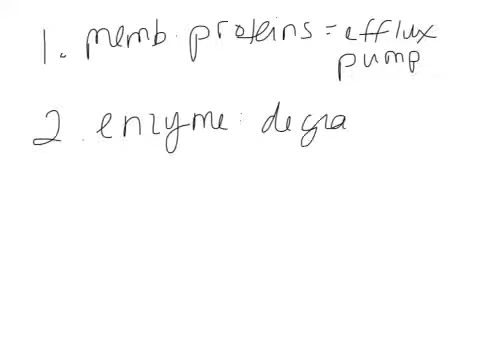 1. memb. proteins = efflux
pump
2. enzyme: degra